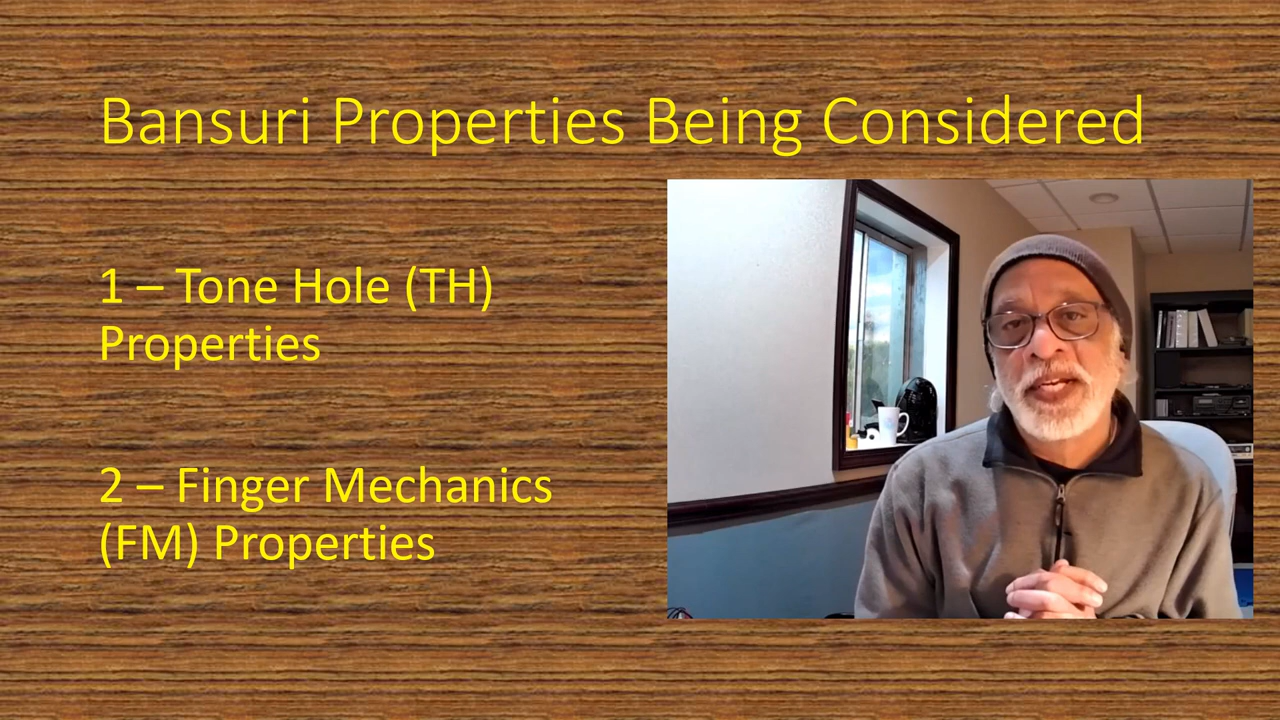 Bansuri Properties Being Considered
1 – Tone Hole (TH)
Properties
2 – Finger Mechanics
(FM) Properties